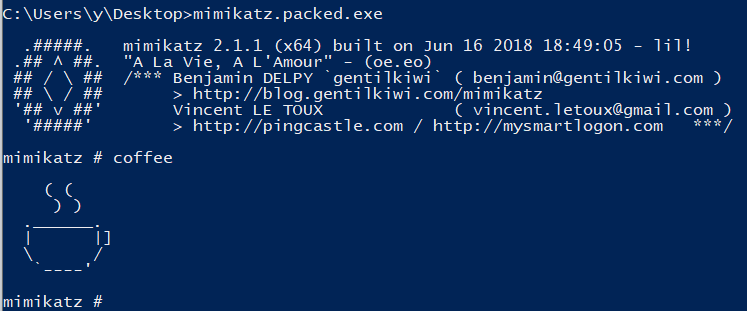 C:\Users\y\Desktop>mimikatz.packed.exe
  .#####.   mimikatz 2.1.1 (x64) built on Jun 16 2018 18:49:05 - lil!
 .## ^ ##.  "A La Vie, A L'Amour" - (oe.eo)
 ## / \ ##  /*** Benjamin DELPY `gentilkiwi` ( benjamin@gentilkiwi.com )
 ## \ / ##       > http://blog.gentilkiwi.com/mimikatz
 '## v ##'       Vincent LE TOUX             ( vincent.letoux@gmail.com )
  '#####'        > http://pingcastle.com / http://mysmartlogon.com   ***/
mimikatz # coffee
    ( (
     ) )
  .______.
  |      |]
  \      /
   `----'
mimikatz #